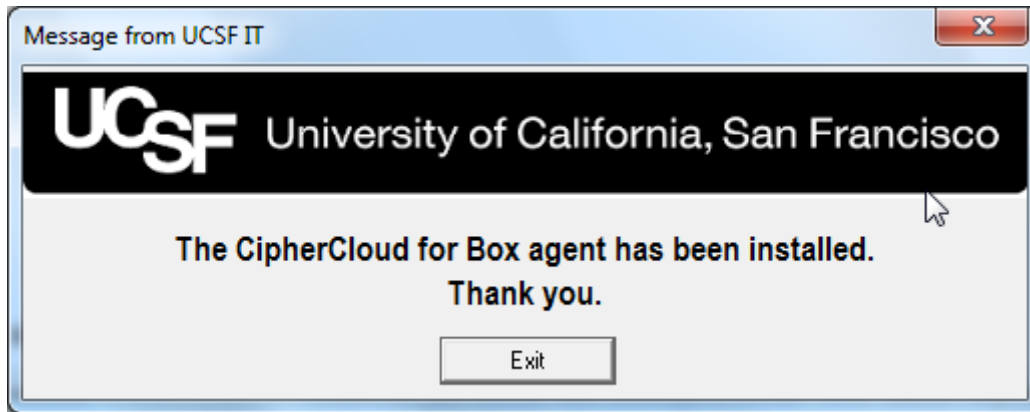 Message from UCSF IT
UCSF University of California, San Francisco
The CipherCloud for Box agent has been installed.
Thank you.
Exit